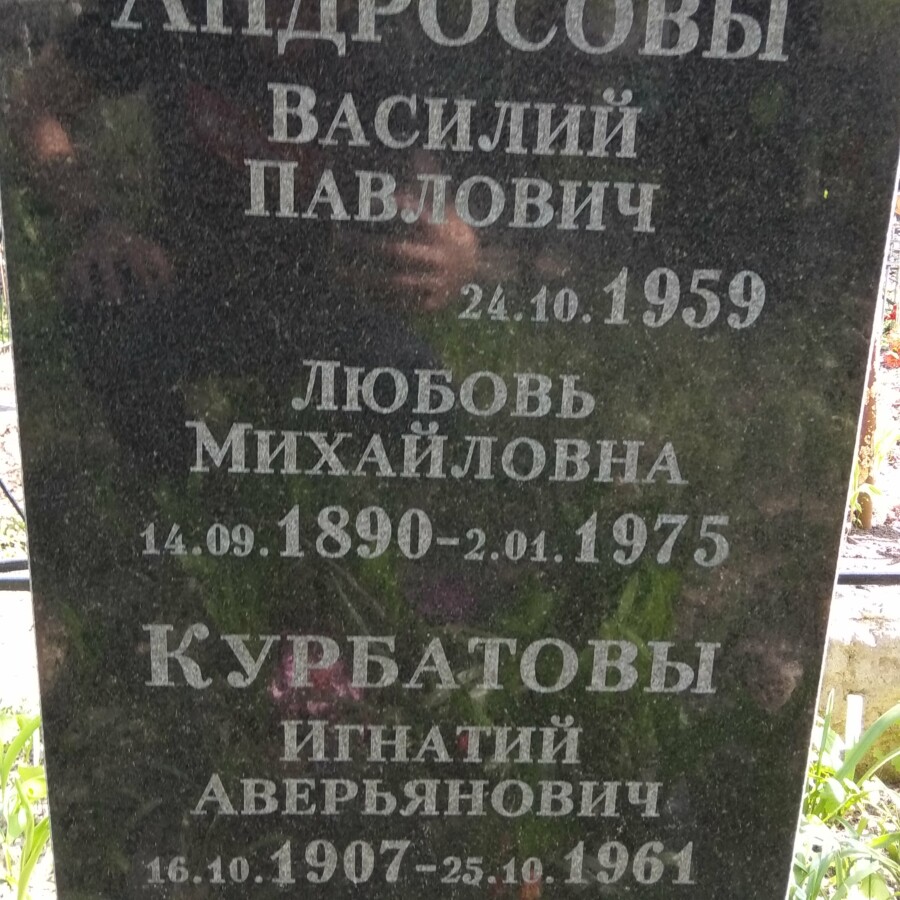 АНДРОСОВЫ
ВАСИЛИЙ
ПАВЛОВИЧ
24.10.1959
ЛЮБОВЬ
МИХАЙЛОВНА
14.09.1890-2.01.1975
КУРБАТОВЫ
ИГНАТИЙ
АВЕРЬЯНОВИЧ
16.10.1907-25.10.1961